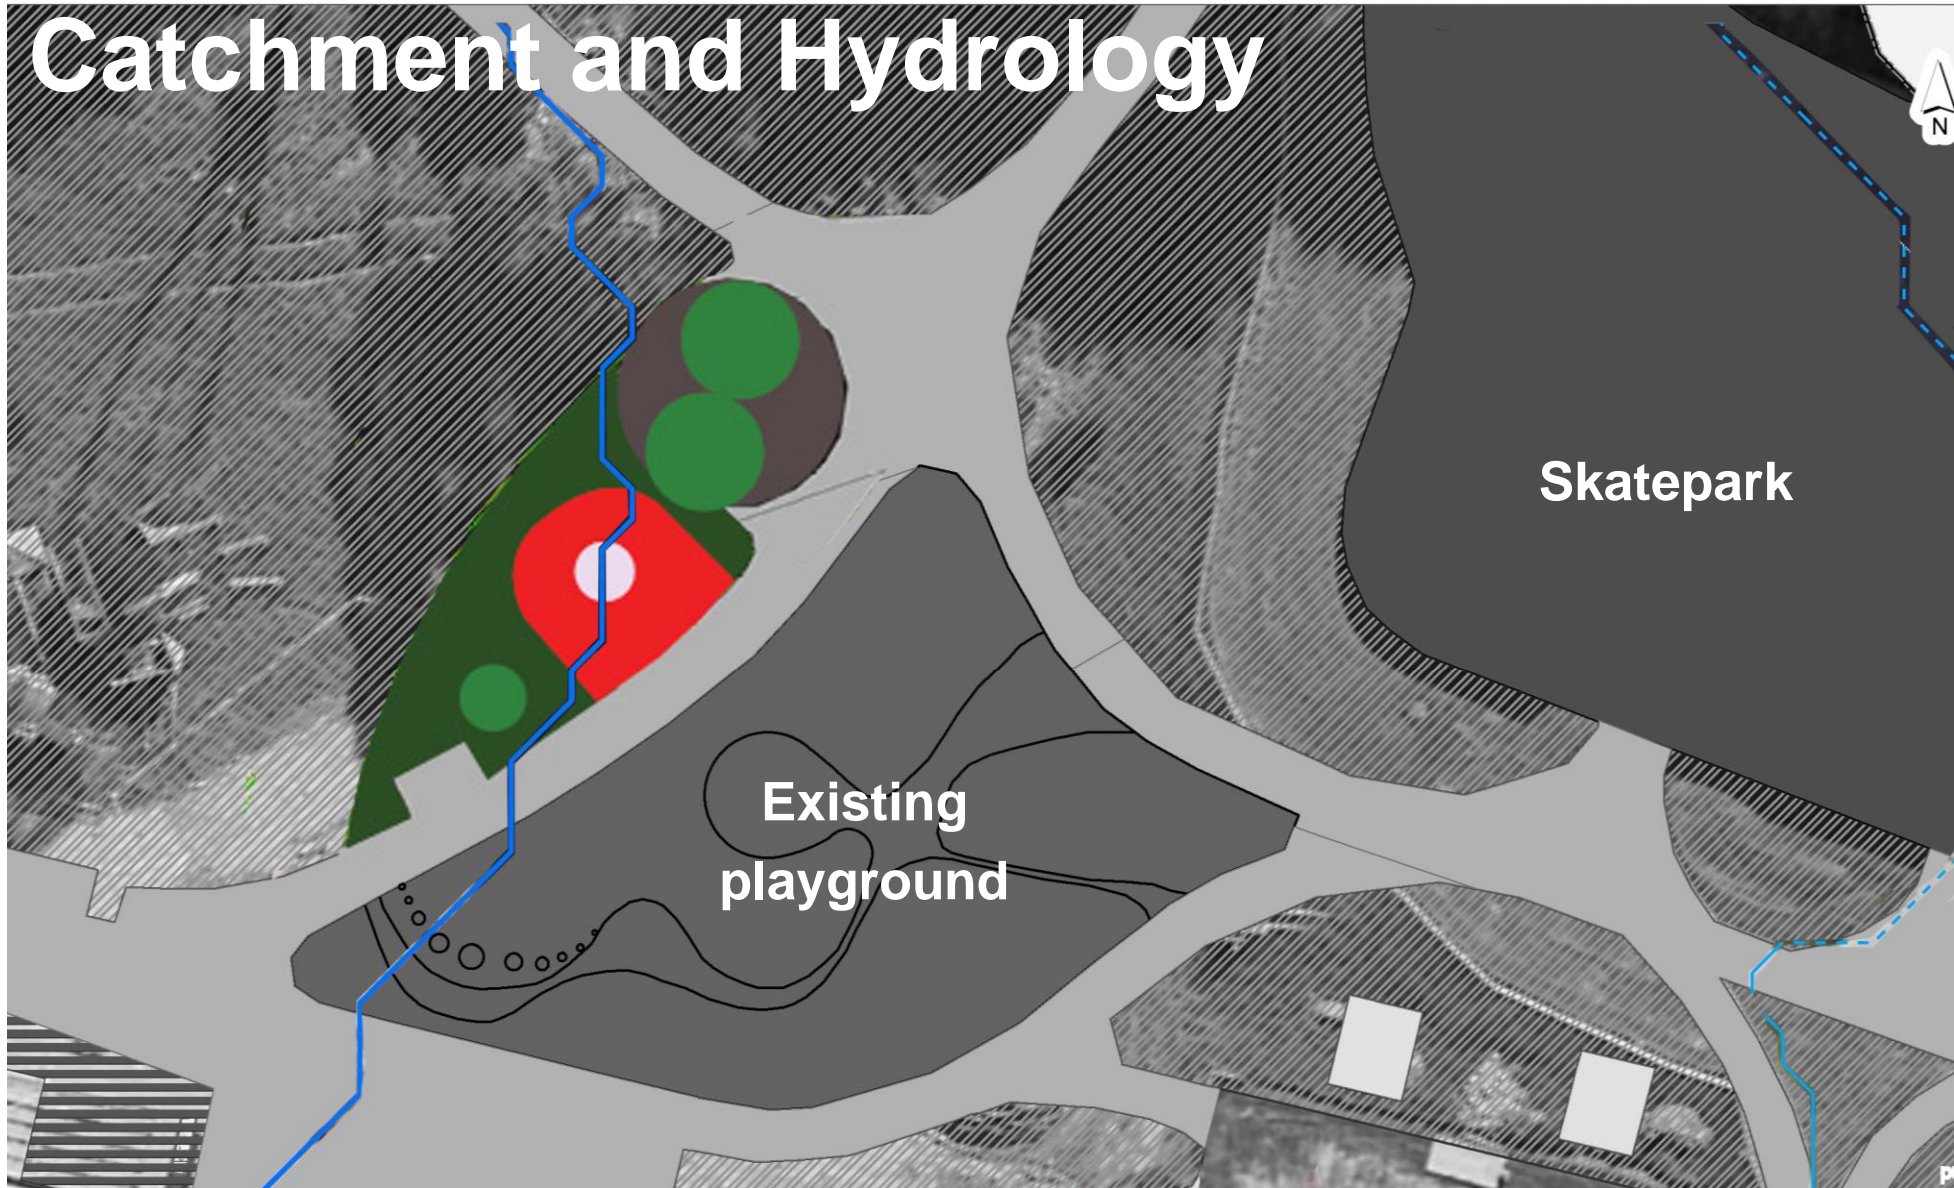 Catchment and Hydrology
N
Skatepark
Existing
playground